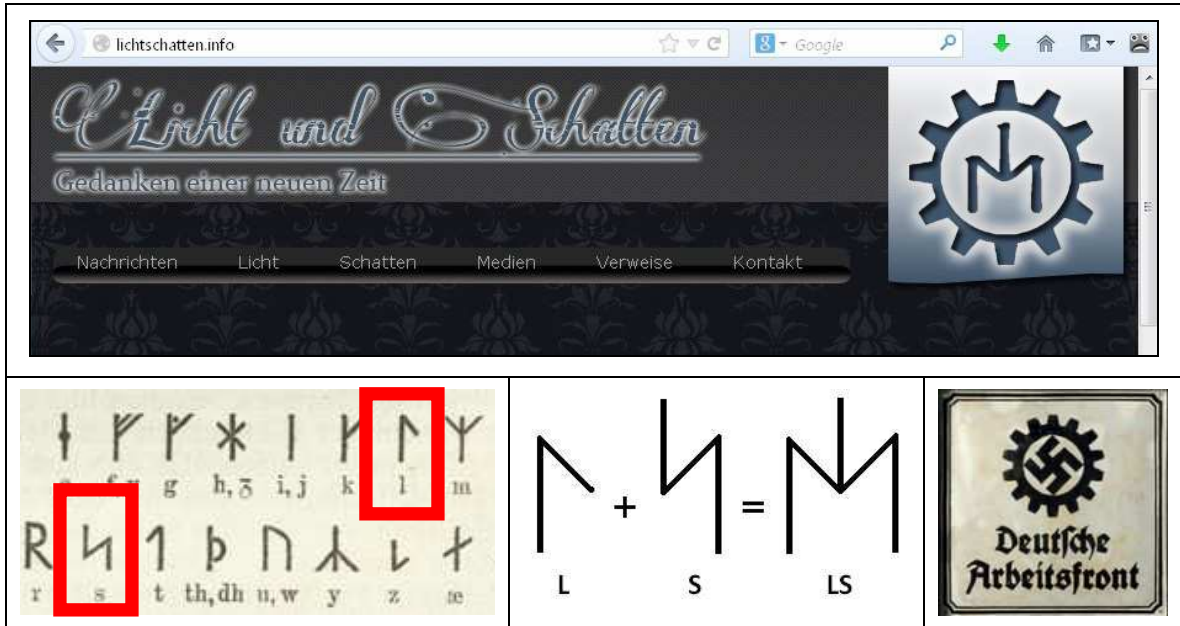 lichtschatten.info
Google
Licht und Schatten
Gedanken einer neuen Zeit
Nachrichten Licht Schatten Medien Verweise Kontakt
g h, ʒ i, j k l m
r s t th, dh u, w y z æ
L + S = LS
Deutſche
Arbeitsfront